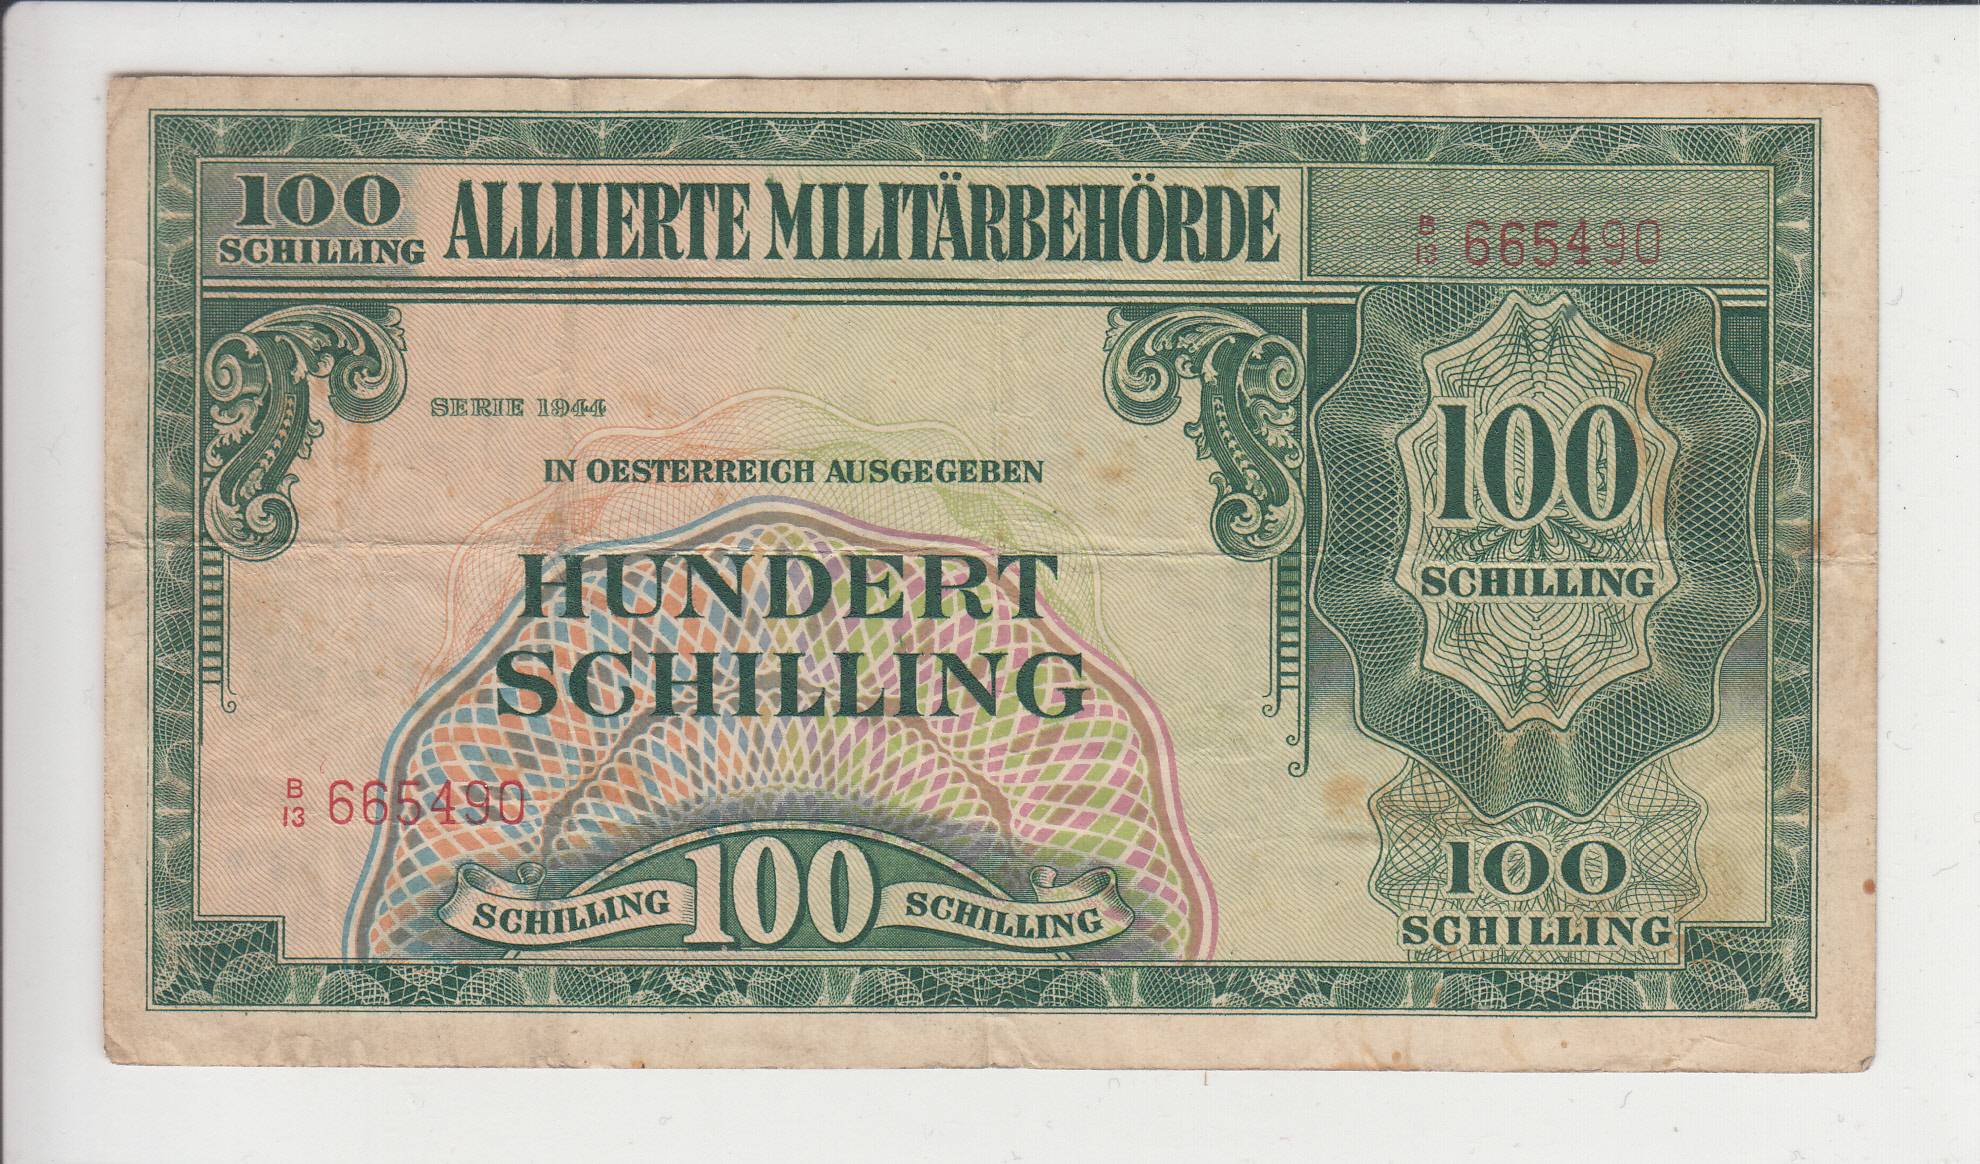 100
SCHILLING
ALLIIERTE MILITÄRBEHÖRDE
B
13 665490
SERIE 1944
IN OESTERREICH AUSGEGEBEN
HUNDERT
SCHILLING
100
SCHILLING
B
13 665490
SCHILLING 100 SCHILLING
100
SCHILLING